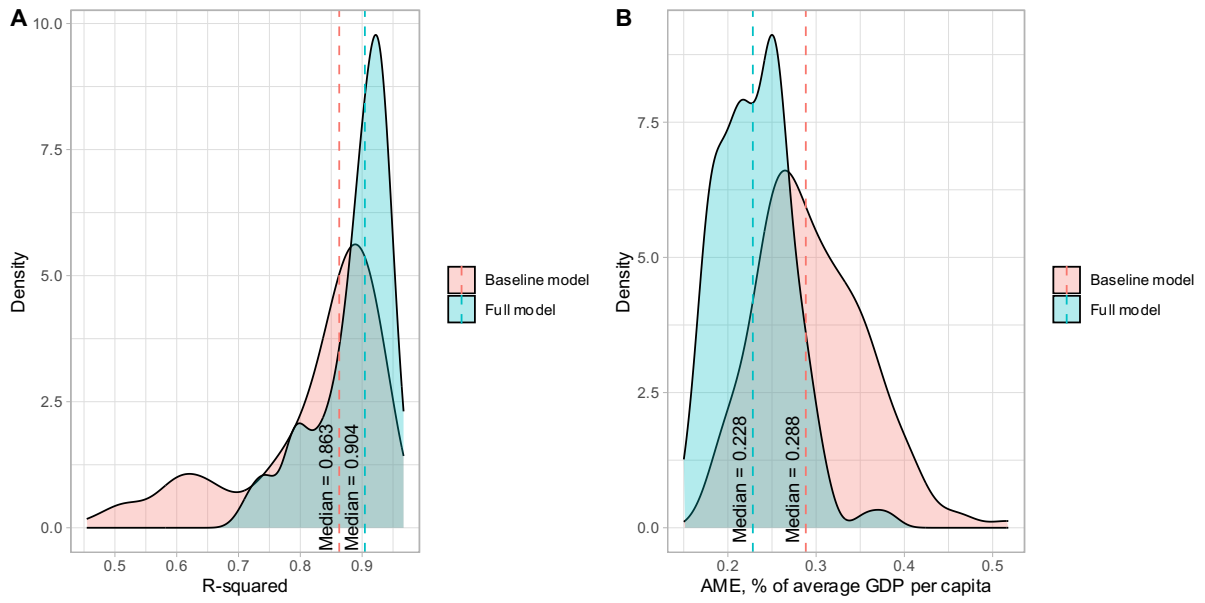 A
10.0
7.5
5.0
2.5
0.0
Density
Median = 0.863
Median = 0.904
0.5 0.6 0.7 0.8 0.9
R-squared
Baseline model
Full model
B
7.5
5.0
2.5
0.0
Density
Median = 0.228
Median = 0.288
0.2 0.3 0.4 0.5
AME, % of average GDP per capita
Baseline model
Full model